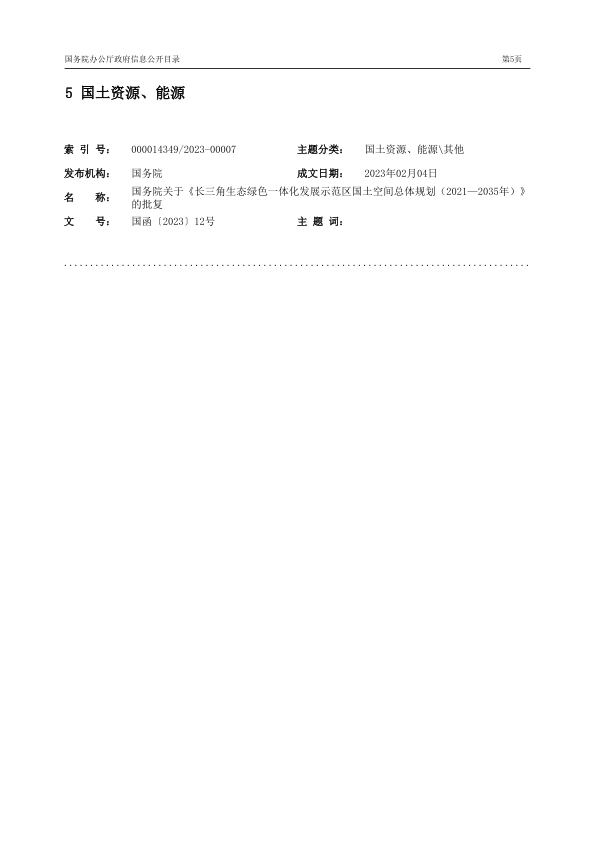 国务院办公厅政府信息公开目录 第5页
5 国土资源、能源
索 引 号： 000014349/2023-00007 主题分类： 国土资源、能源\其他
发布机构： 国务院 成文日期： 2023年02月04日
名 称： 国务院关于《长三角生态绿色一体化发展示范区国土空间总体规划（2021—2035年）》
的批复
文 号： 国函〔2023〕12号 主 题 词：